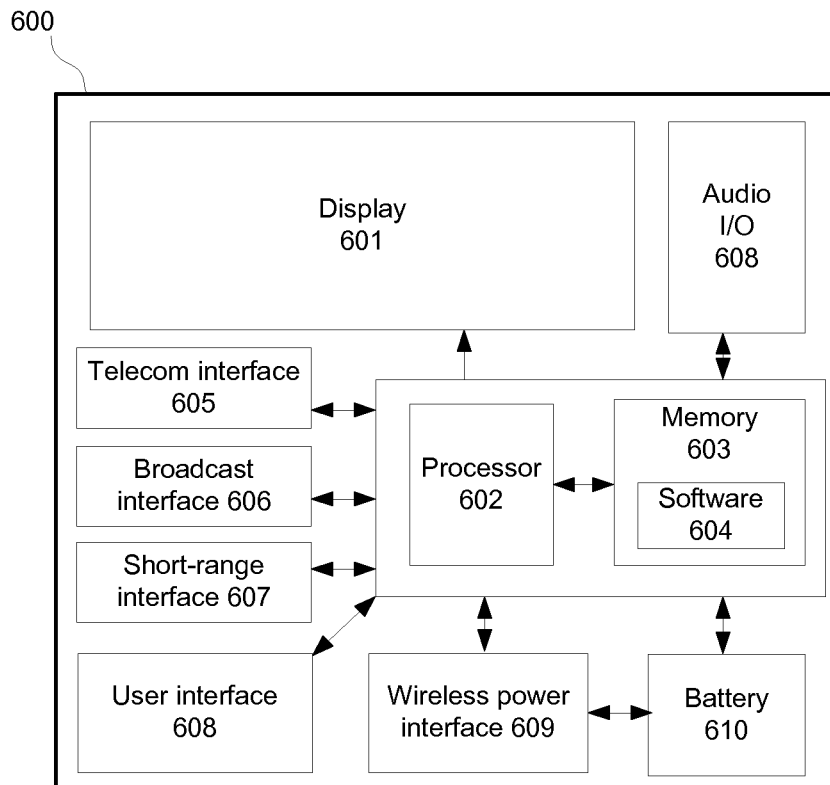 600
Display
601
Audio
I/O
608
Telecom interface
605
Broadcast
interface 606
Short-range
interface 607
Processor
602
Memory
603
Software
604
User interface
608
Wireless power
interface 609
Battery
610